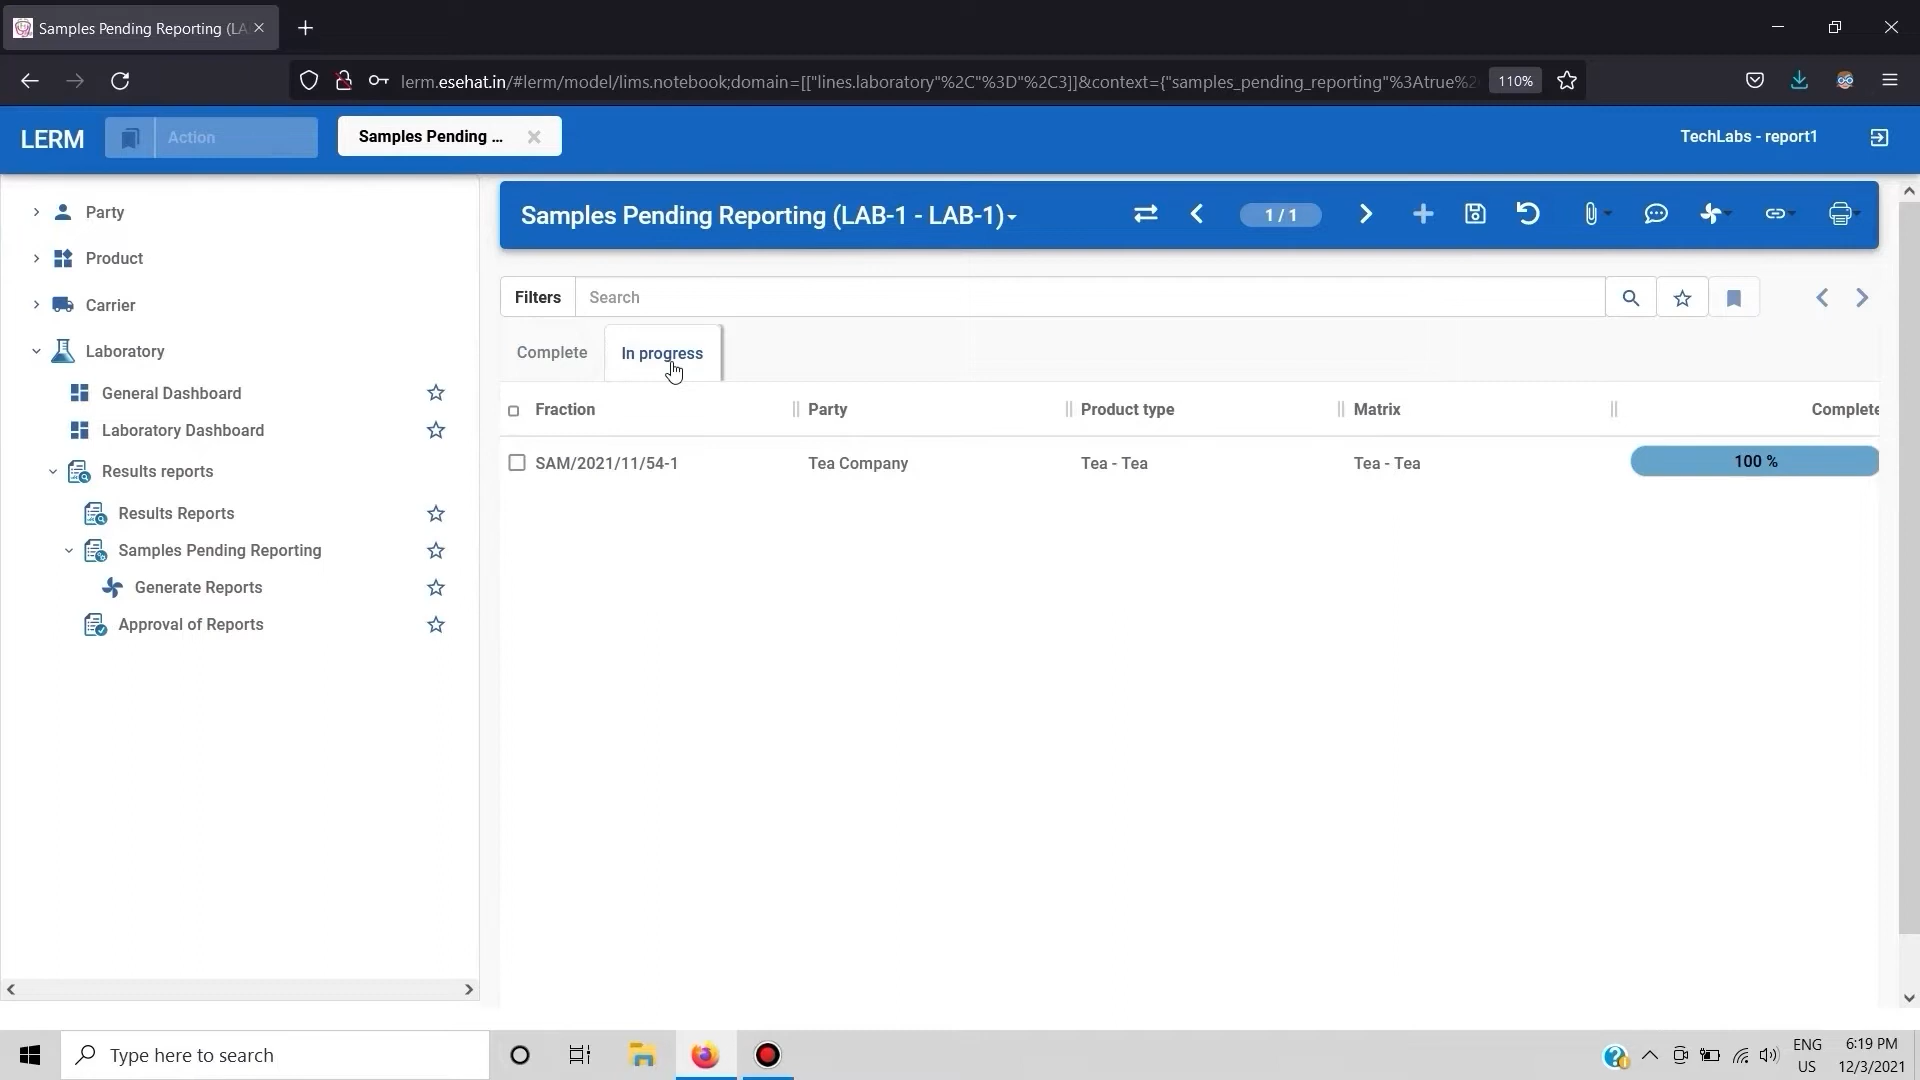 Samples Pending Reporting (LA
lerm.esehat.in/#lerm/model/lims.notebook;domain=[["lines.laboratory"%2C"%3D"%2C3]]&context={"samples_pending_reporting"%3Atrue%2
110%
LERM
Action
Samples Pending ...
TechLabs - report1
Party
Product
Carrier
Laboratory
General Dashboard
Laboratory Dashboard
Results reports
Results Reports
Samples Pending Reporting
Generate Reports
Approval of Reports
Samples Pending Reporting (LAB-1 - LAB-1)
1 / 1
Filters
Search
Complete
In progress
Fraction
Party
Product type
Matrix
Complete
SAM/2021/11/54-1
Tea Company
Tea - Tea
Tea - Tea
100 %
Type here to search
ENG
US
6:19 PM
12/3/2021